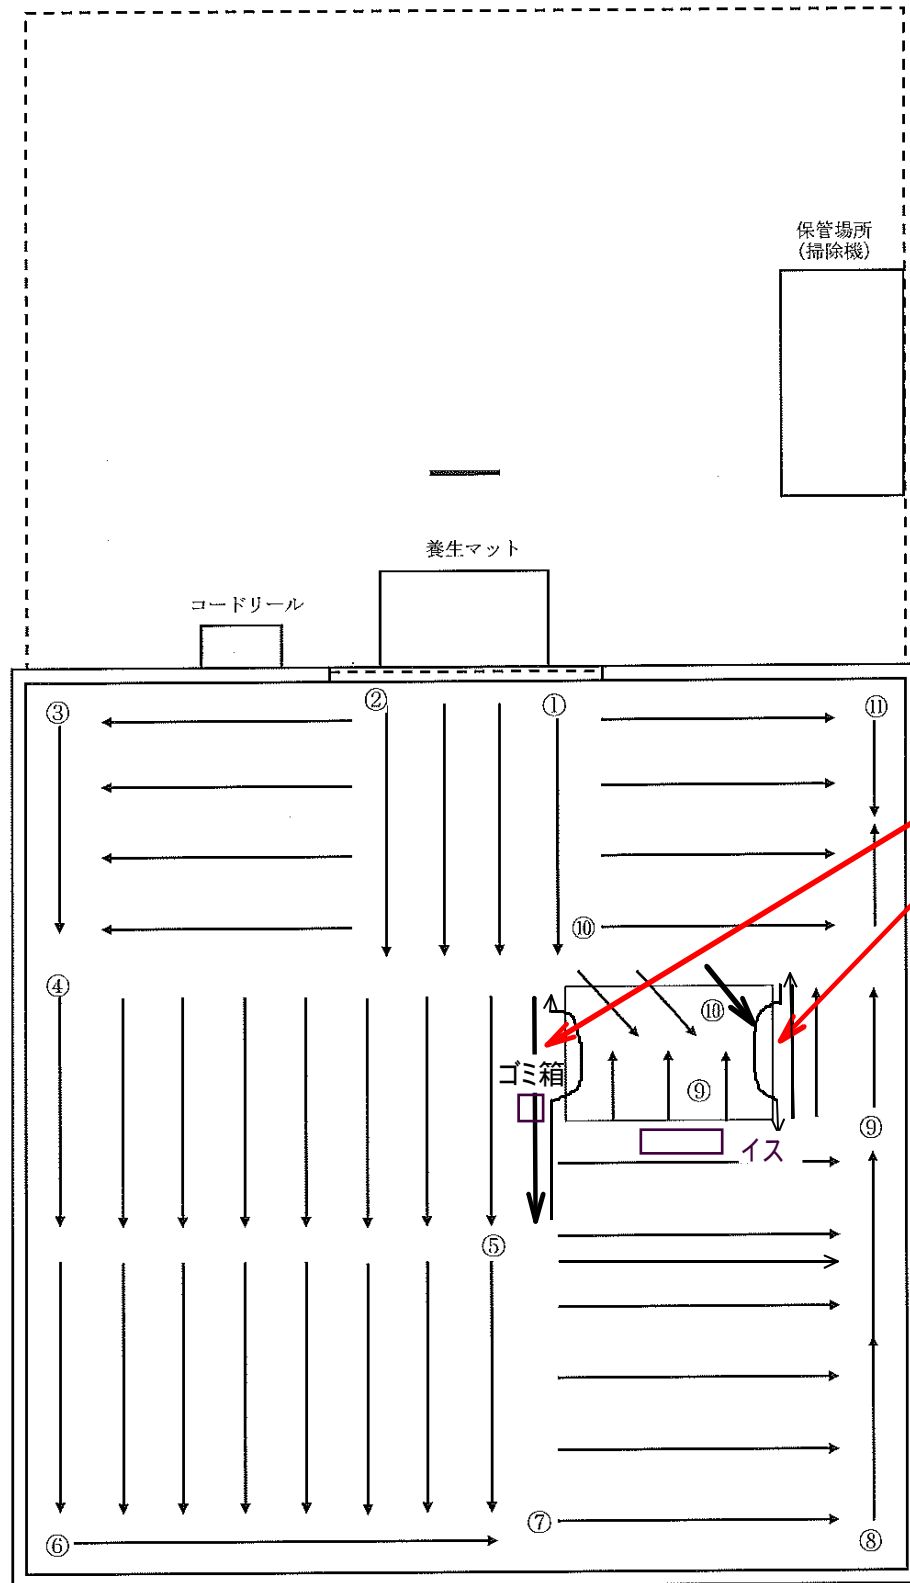 保管場所
(掃除機)
養生マット
コードリール
③
②
①
⑪
⑩
④
⑩
ゴミ箱
⑨
⑨
イス
⑤
⑦
⑥
⑧